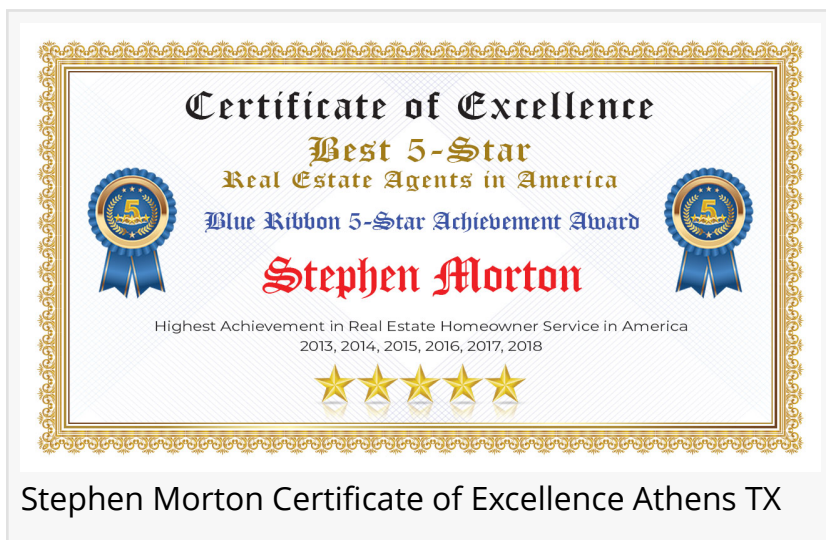 Certificate of Excellence
Best 5-Star
Real Estate Agents in America
Blue Ribbon 5-Star Achievement Award
5
5
Stephen Morton
Highest Achievement in Real Estate Homeowner Service in America
2013, 2014, 2015, 2016, 2017, 2018
Stephen Morton Certificate of Excellence Athens TX